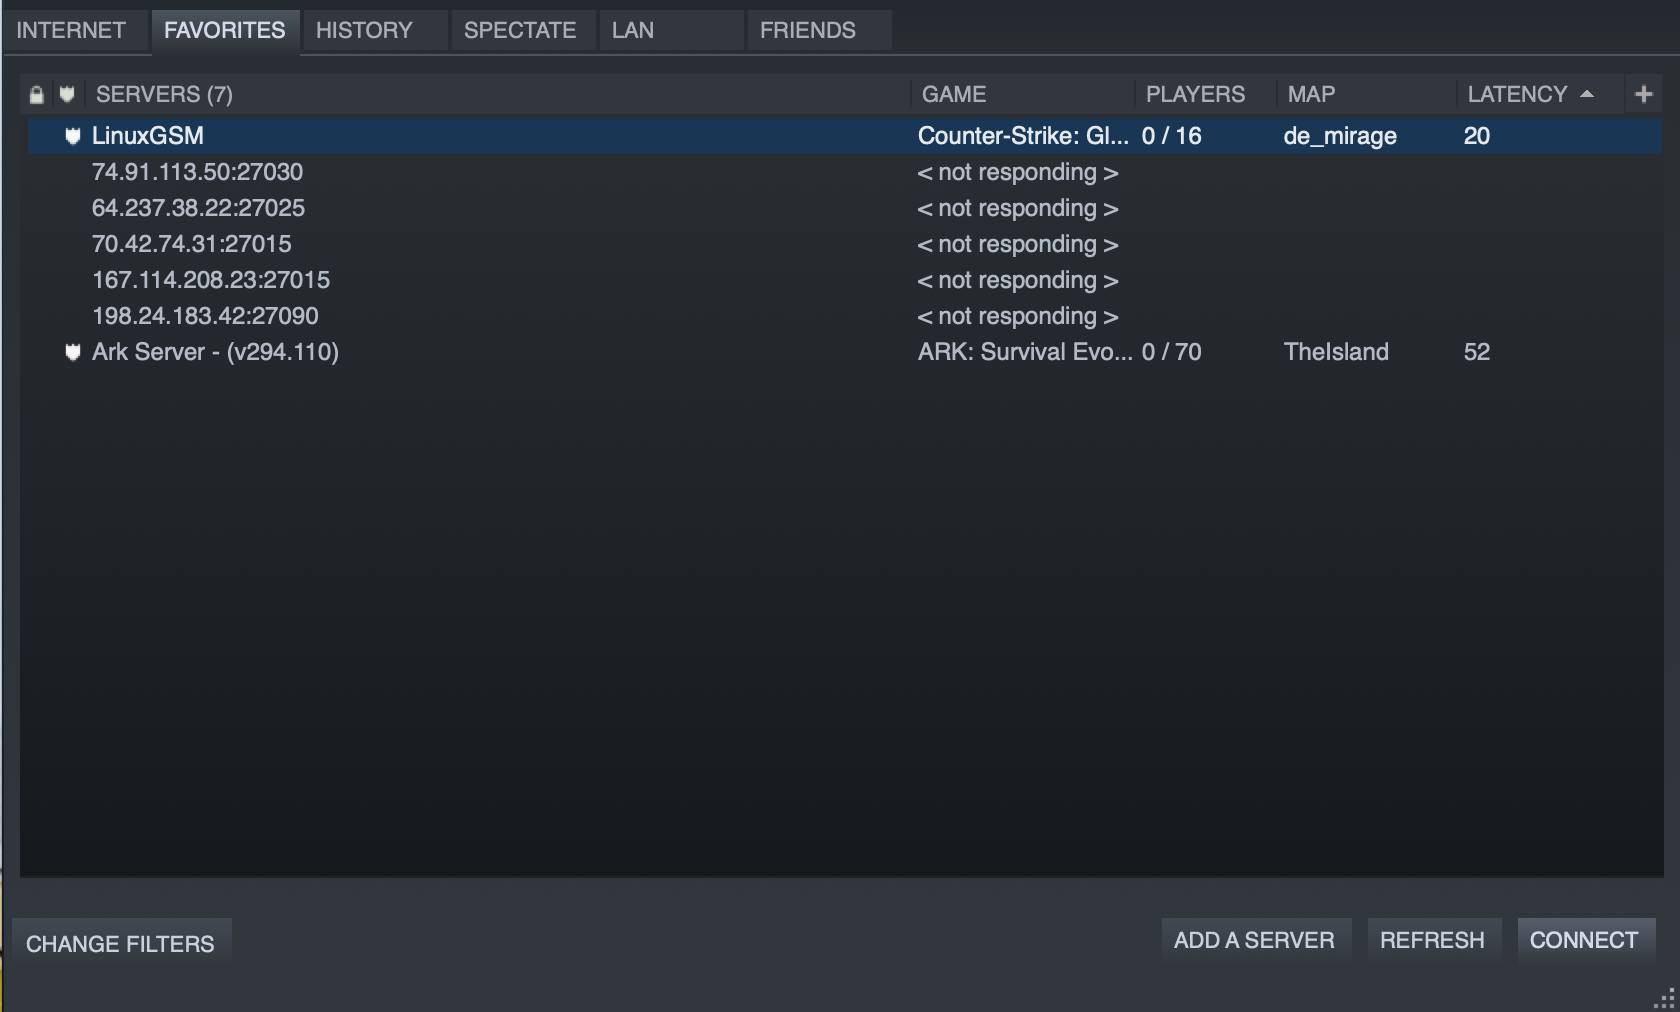 INTERNET FAVORITES HISTORY SPECTATE LAN FRIENDS
SERVERS (7) GAME PLAYERS MAP LATENCY +
LinuxGSM Counter-Strike: Gl... 0 / 16 de_mirage 20
74.91.113.50:27030 < not responding >
64.237.38.22:27025 < not responding >
70.42.74.31:27015 < not responding >
167.114.208.23:27015 < not responding >
198.24.183.42:27090 < not responding >
Ark Server - (v294.110) ARK: Survival Evo... 0 / 70 TheIsland 52
CHANGE FILTERS ADD A SERVER REFRESH CONNECT